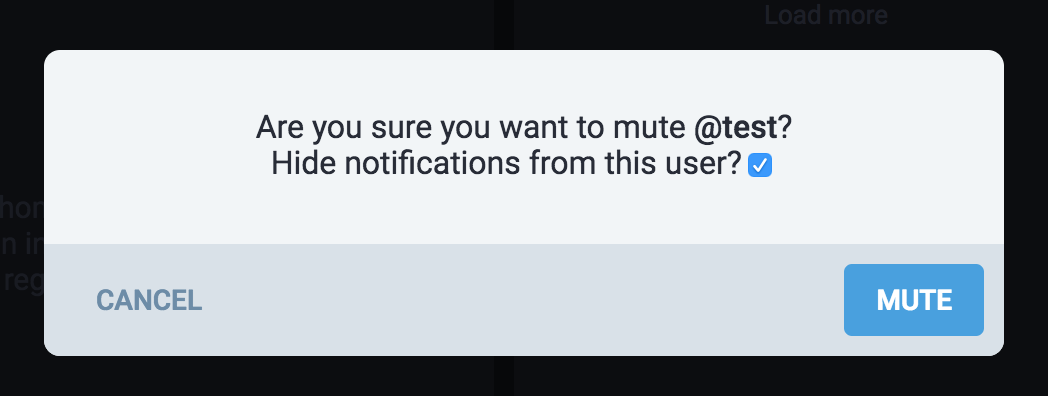 Load more
Are you sure you want to mute @test?
Hide notifications from this user?
CANCEL
MUTE